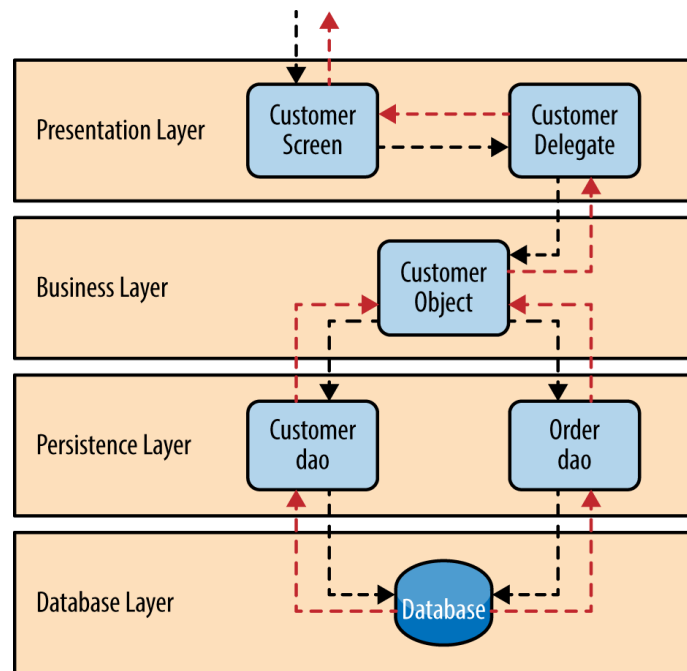 Presentation Layer
Customer
Screen
Customer
Delegate
Business Layer
Customer
Object
Persistence Layer
Customer
dao
Order
dao
Database Layer
Database